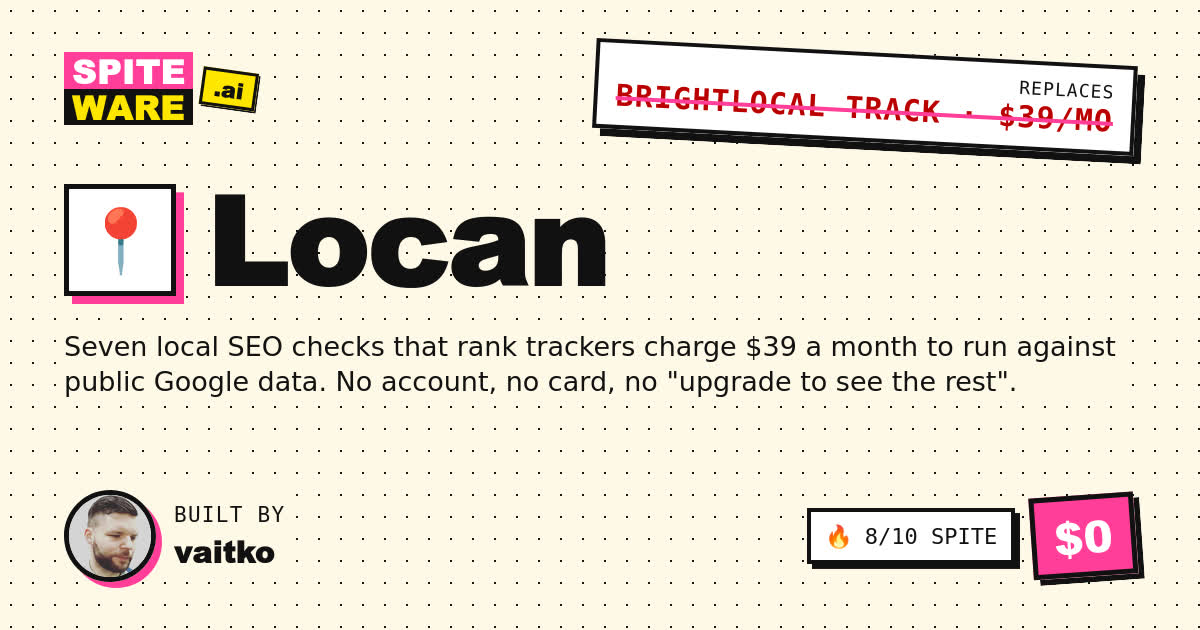 SPITE
WARE
.ai
REPLACES
BRIGHTLOCAL TRACK · $39/MO
Locan
Seven local SEO checks that rank trackers charge $39 a month to run against
public Google data. No account, no card, no "upgrade to see the rest".
BUILT BY
vaitko
8/10 SPITE
$0